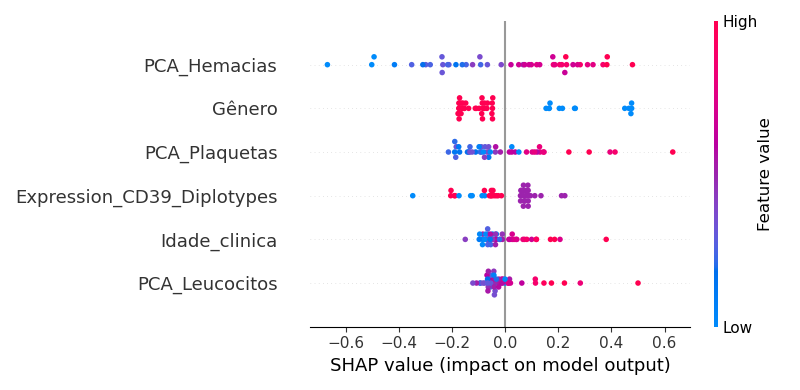 High
PCA_Hemacias
Gênero
PCA_Plaquetas
Expression_CD39_Diplotypes
Idade_clinica
PCA_Leucocitos
Feature value
Low
−0.6 −0.4 −0.2 0.0 0.2 0.4 0.6
SHAP value (impact on model output)